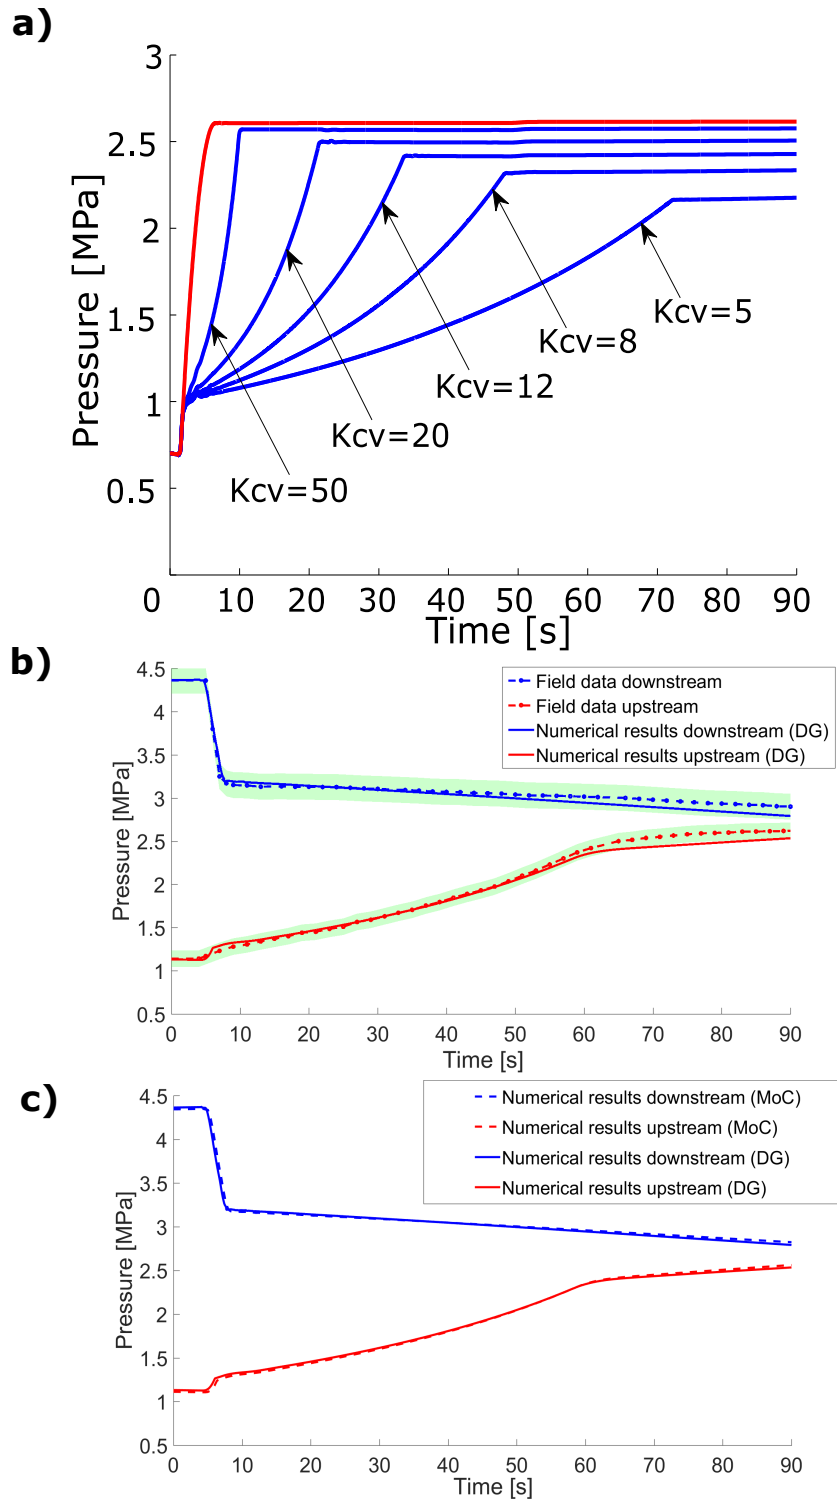 a)
Pressure [MPa]
3
2.5
2
1.5
1
0.5
Kcv=5
Kcv=8
Kcv=12
Kcv=20
Kcv=50
0 10 20 30 40 50 60 70 80 90
Time [s]
b)
Pressure [MPa]
4.5
4
3.5
3
2.5
2
1.5
1
0.5
Field data downstream
Field data upstream
Numerical results downstream (DG)
Numerical results upstream (DG)
0 10 20 30 40 50 60 70 80 90
Time [s]
c)
Pressure [MPa]
4.5
4
3.5
3
2.5
2
1.5
1
0.5
Numerical results downstream (MoC)
Numerical results upstream (MoC)
Numerical results downstream (DG)
Numerical results upstream (DG)
0 10 20 30 40 50 60 70 80 90
Time [s]